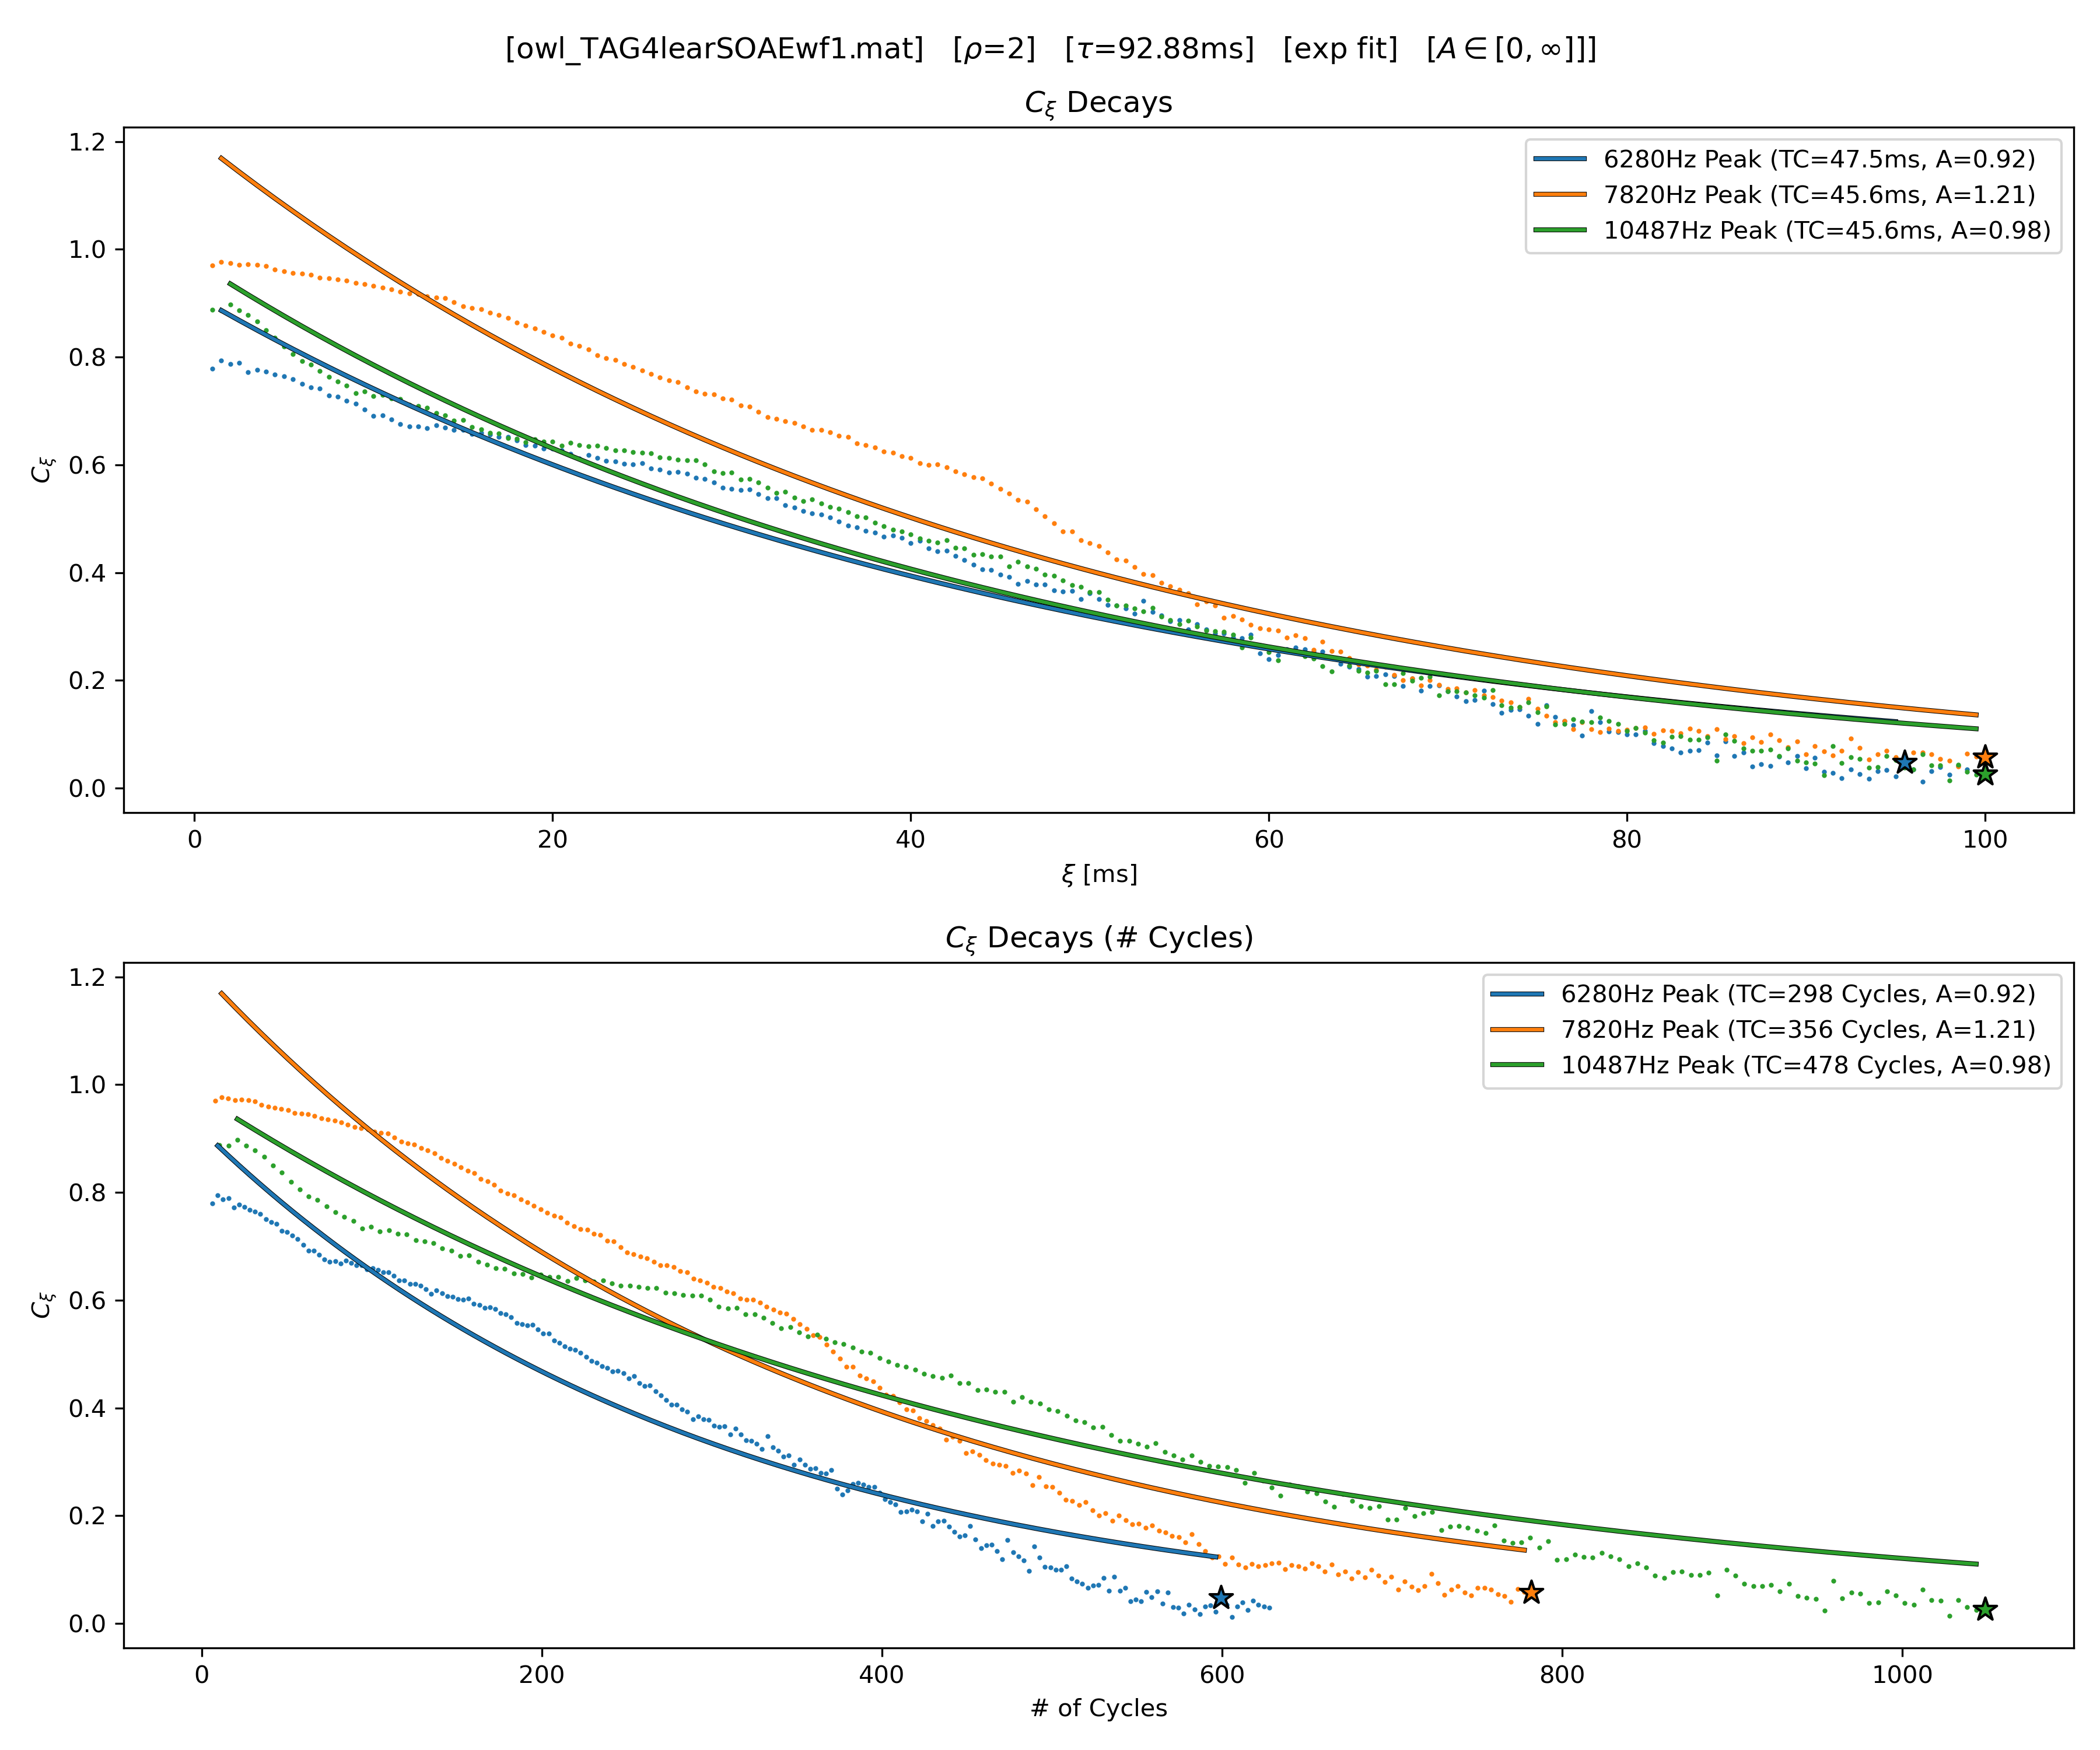 [owl_TAG4learSOAEwf1.mat] [ρ=2] [τ=92.88ms] [exp fit] [A ∈ [0, ∞]]]
C_ξ Decays
6280Hz Peak (TC=47.5ms, A=0.92)
7820Hz Peak (TC=45.6ms, A=1.21)
10487Hz Peak (TC=45.6ms, A=0.98)
1.2
1.0
0.8
0.6
0.4
0.2
0.0
C_ξ
0 20 40 60 80 100
ξ [ms]
C_ξ Decays (# Cycles)
6280Hz Peak (TC=298 Cycles, A=0.92)
7820Hz Peak (TC=356 Cycles, A=1.21)
10487Hz Peak (TC=478 Cycles, A=0.98)
1.2
1.0
0.8
0.6
0.4
0.2
0.0
C_ξ
0 200 400 600 800 1000
# of Cycles